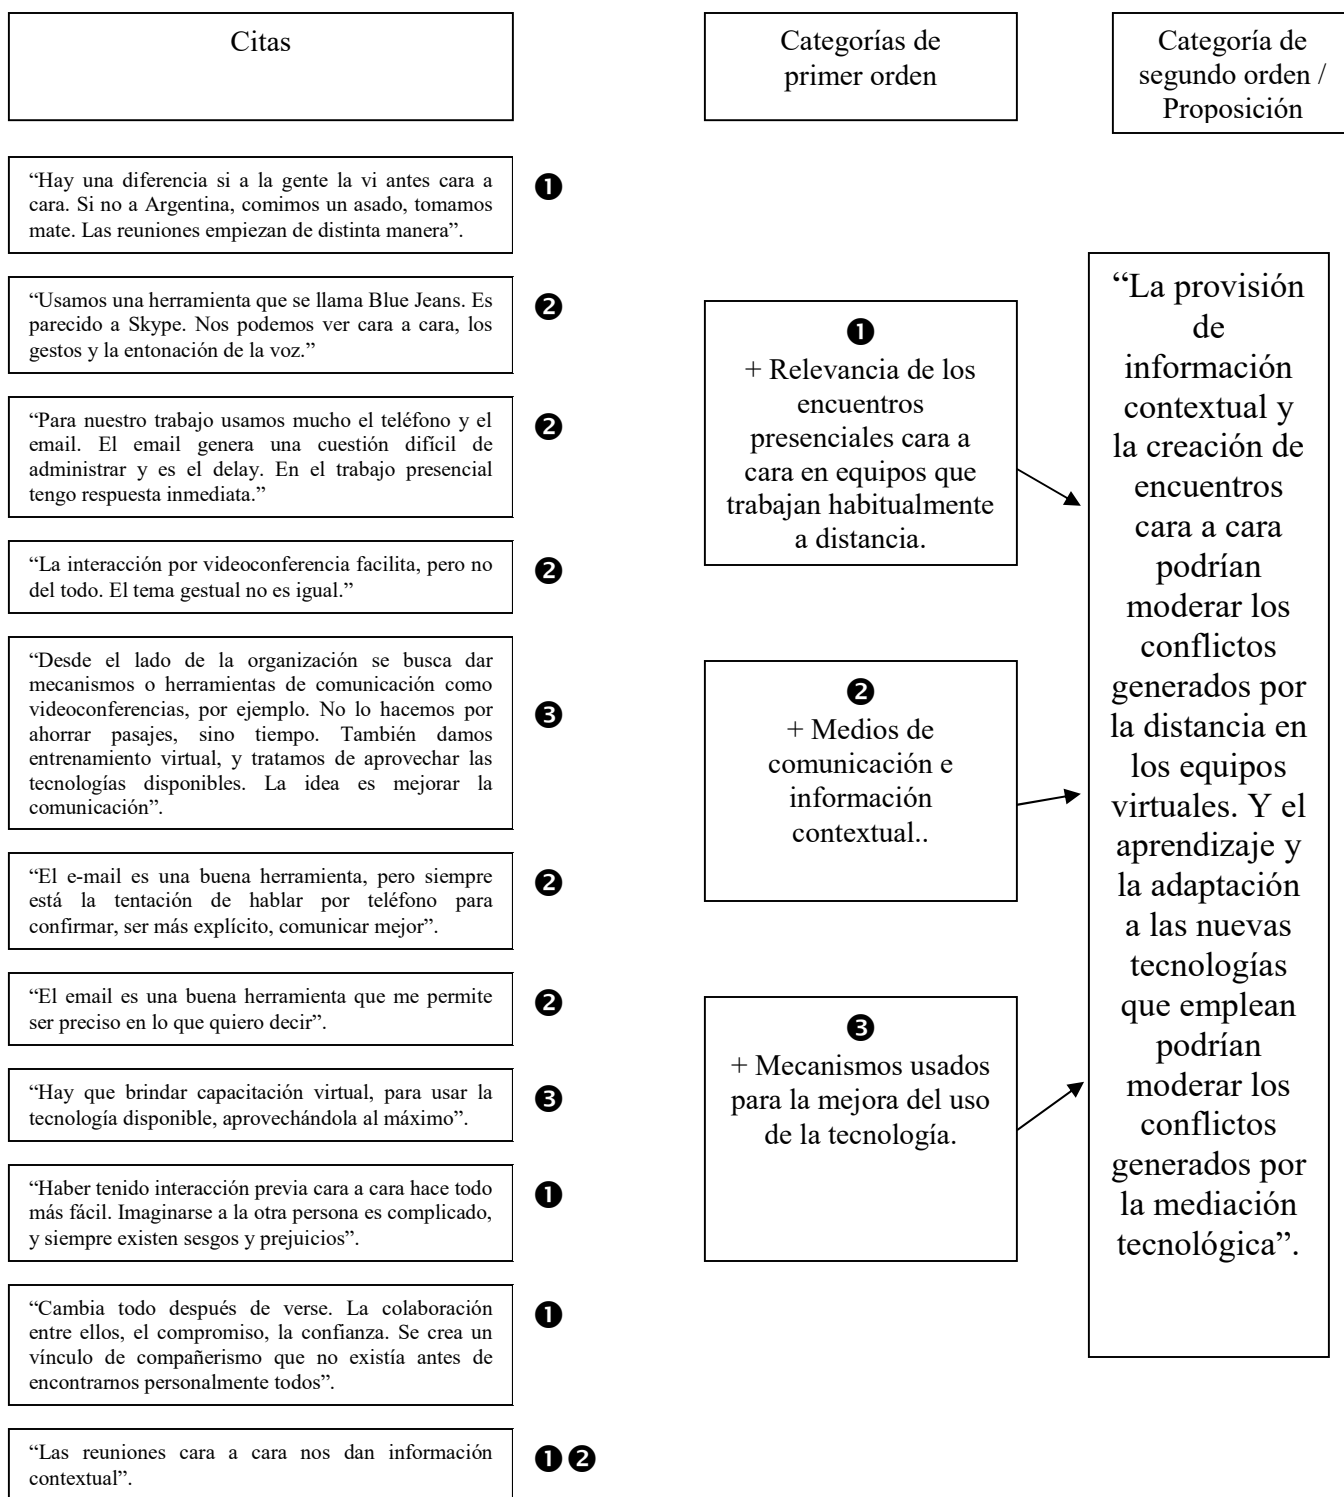 Citas
Categorías de
primer orden
Categoría de
segundo orden /
Proposición
“Hay una diferencia si a la gente la vi antes cara a
cara. Si no a Argentina, comimos un asado, tomamos
mate. Las reuniones empiezan de distinta manera”.
❶
“Usamos una herramienta que se llama Blue Jeans. Es
parecido a Skype. Nos podemos ver cara a cara, los
gestos y la entonación de la voz.”
❷
“Para nuestro trabajo usamos mucho el teléfono y el
email. El email genera una cuestión difícil de
administrar y es el delay. En el trabajo presencial
tengo respuesta inmediata.”
❷
“La interacción por videoconferencia facilita, pero no
del todo. El tema gestual no es igual.”
❷
“Desde el lado de la organización se busca dar
mecanismos o herramientas de comunicación como
videoconferencias, por ejemplo. No lo hacemos por
ahorrar pasajes, sino tiempo. También damos
entrenamiento virtual, y tratamos de aprovechar las
tecnologías disponibles. La idea es mejorar la
comunicación”.
❸
“El e-mail es una buena herramienta, pero siempre
está la tentación de hablar por teléfono para
confirmar, ser más explícito, comunicar mejor”.
❷
“El email es una buena herramienta que me permite
ser preciso en lo que quiero decir”.
❷
“Hay que brindar capacitación virtual, para usar la
tecnología disponible, aprovechándola al máximo”.
❸
“Haber tenido interacción previa cara a cara hace todo
más fácil. Imaginarse a la otra persona es complicado,
y siempre existen sesgos y prejuicios”.
❶
“Cambia todo después de verse. La colaboración
entre ellos, el compromiso, la confianza. Se crea un
vínculo de compañerismo que no existía antes de
encontrarnos personalmente todos”.
❶
“Las reuniones cara a cara nos dan información
contextual”.
❶❷
❶
+ Relevancia de los
encuentros
presenciales cara a
cara en equipos que
trabajan habitualmente
a distancia.
❷
+ Medios de
comunicación e
información
contextual..
❸
+ Mecanismos usados
para la mejora del uso
de la tecnología.
“La provisión
de
información
contextual y
la creación de
encuentros
cara a cara
podrían
moderar los
conflictos
generados por
la distancia en
los equipos
virtuales. Y el
aprendizaje y
la adaptación
a las nuevas
tecnologías
que emplean
podrían
moderar los
conflictos
generados por
la mediación
tecnológica”.